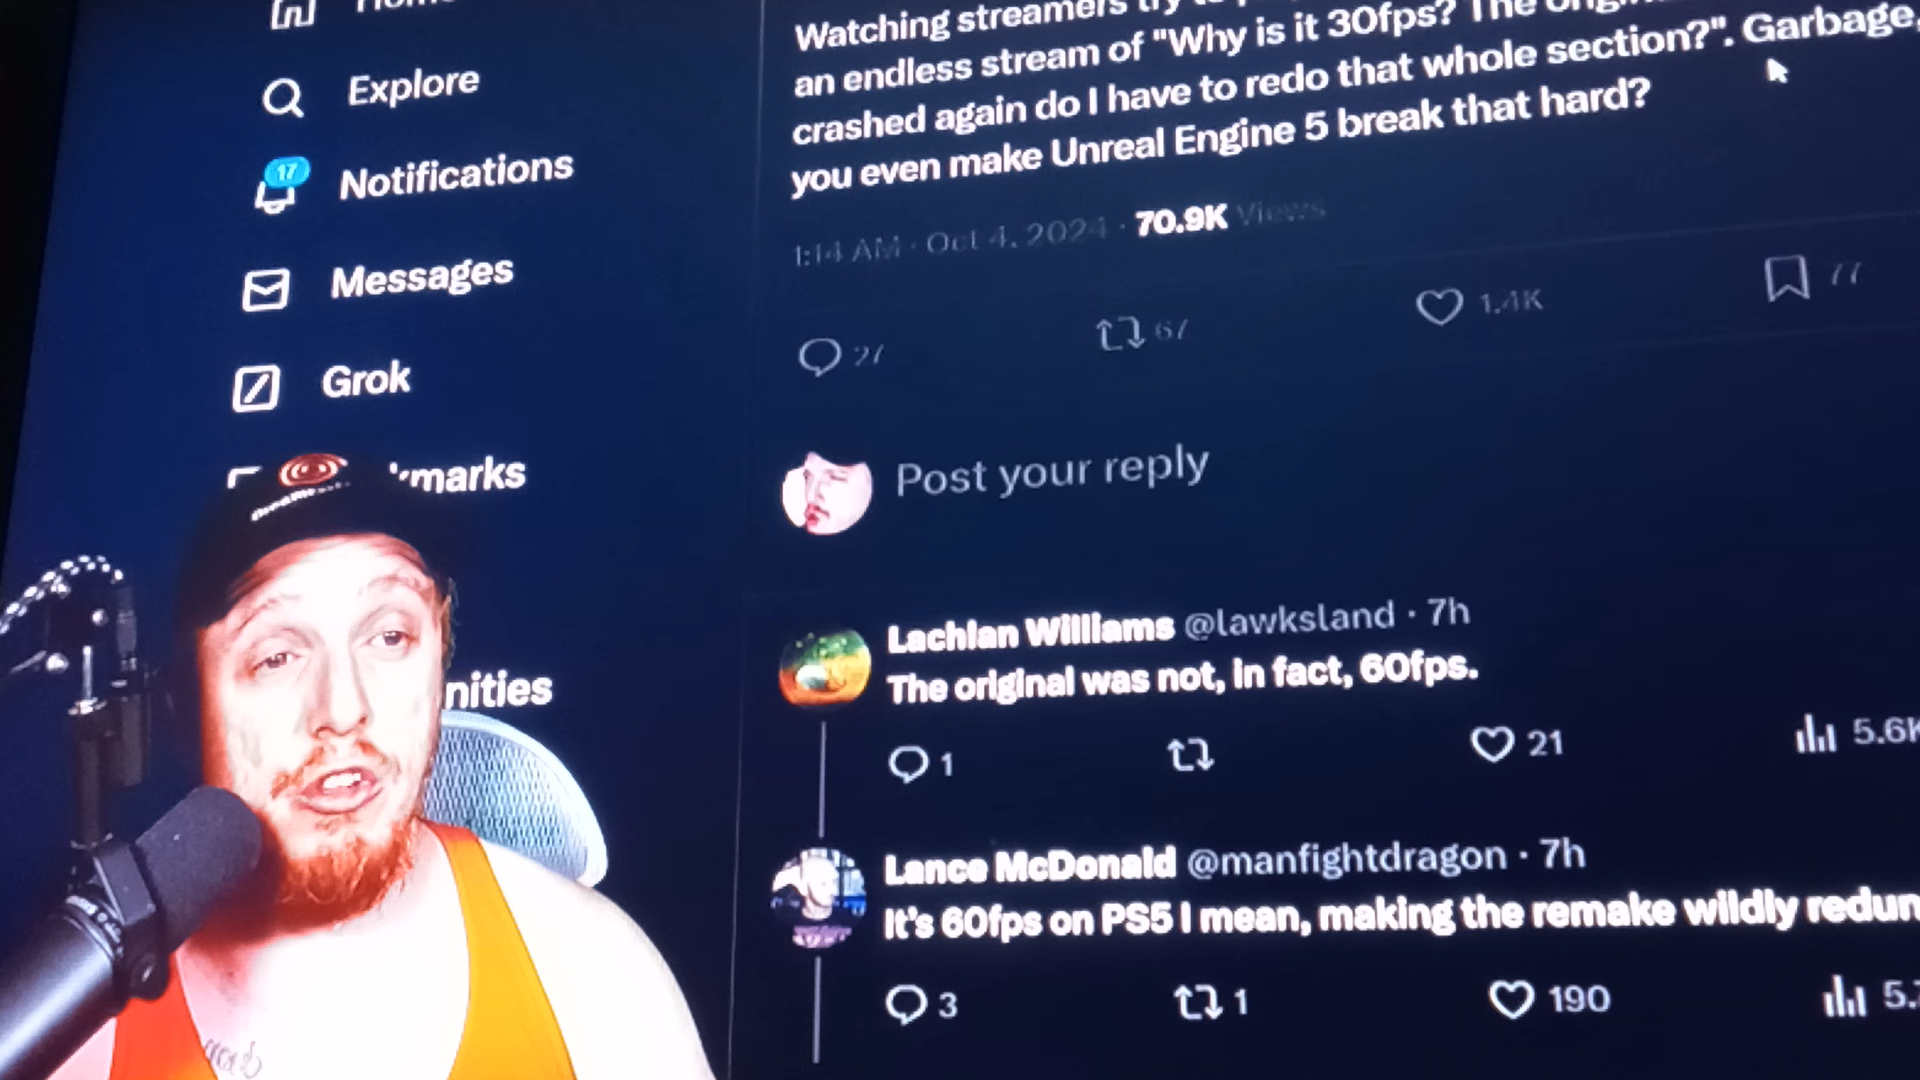 Explore
17
Notifications
Messages
Grok
kmarks
nities
Watching streamers try to
an endless stream of "Why is it 30fps? The orig
crashed again do I have to redo that whole section?". Garbage,
you even make Unreal Engine 5 break that hard?
1:14 AM · Oct 4, 2024 · 70.9K Views
27 67 1.4K 77
Post your reply
Lachlan Williams @lawksland · 7h
The original was not, in fact, 60fps.
1 21 5.6K
Lance McDonald @manfightdragon · 7h
It's 60fps on PS5 I mean, making the remake wildly redun
3 1 190 5.